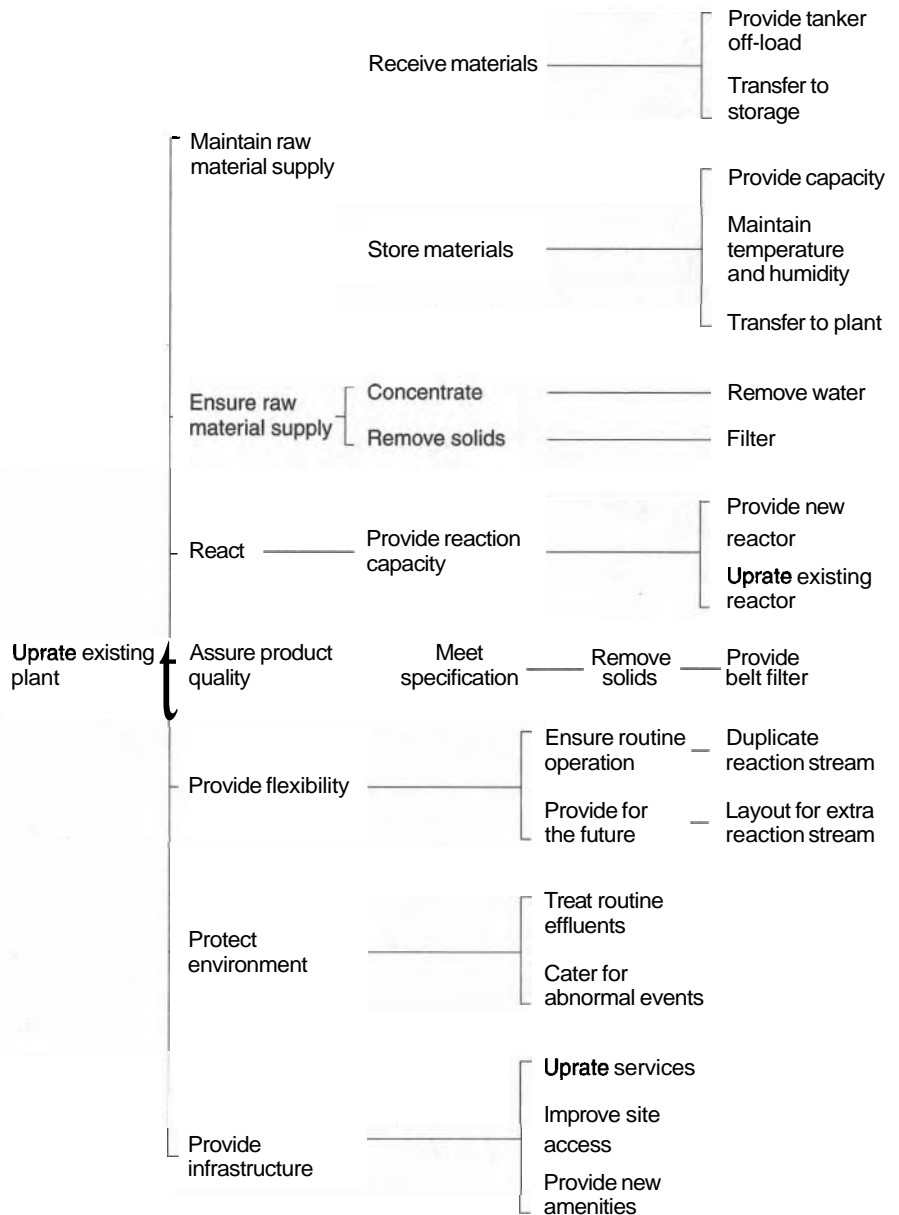 Provide tanker
off-load
Receive materials
Transfer to
storage
Maintain raw
material supply
Provide capacity
Store materials
Maintain
temperature
and humidity
Transfer to plant
Ensure raw
material supply
Concentrate
Remove water
Remove solids
Filter
React
Provide reaction
capacity
Provide new
reactor
Uprate existing
reactor
Uprate existing
plant
Assure product
quality
Meet
specification
Remove
solids
Provide
belt filter
Provide flexibility
Ensure routine
operation
Duplicate
reaction stream
Provide for
the future
Layout for extra
reaction stream
Protect
environment
Treat routine
effluents
Cater for
abnormal events
Provide
infrastructure
Uprate services
Improve site
access
Provide new
amenities